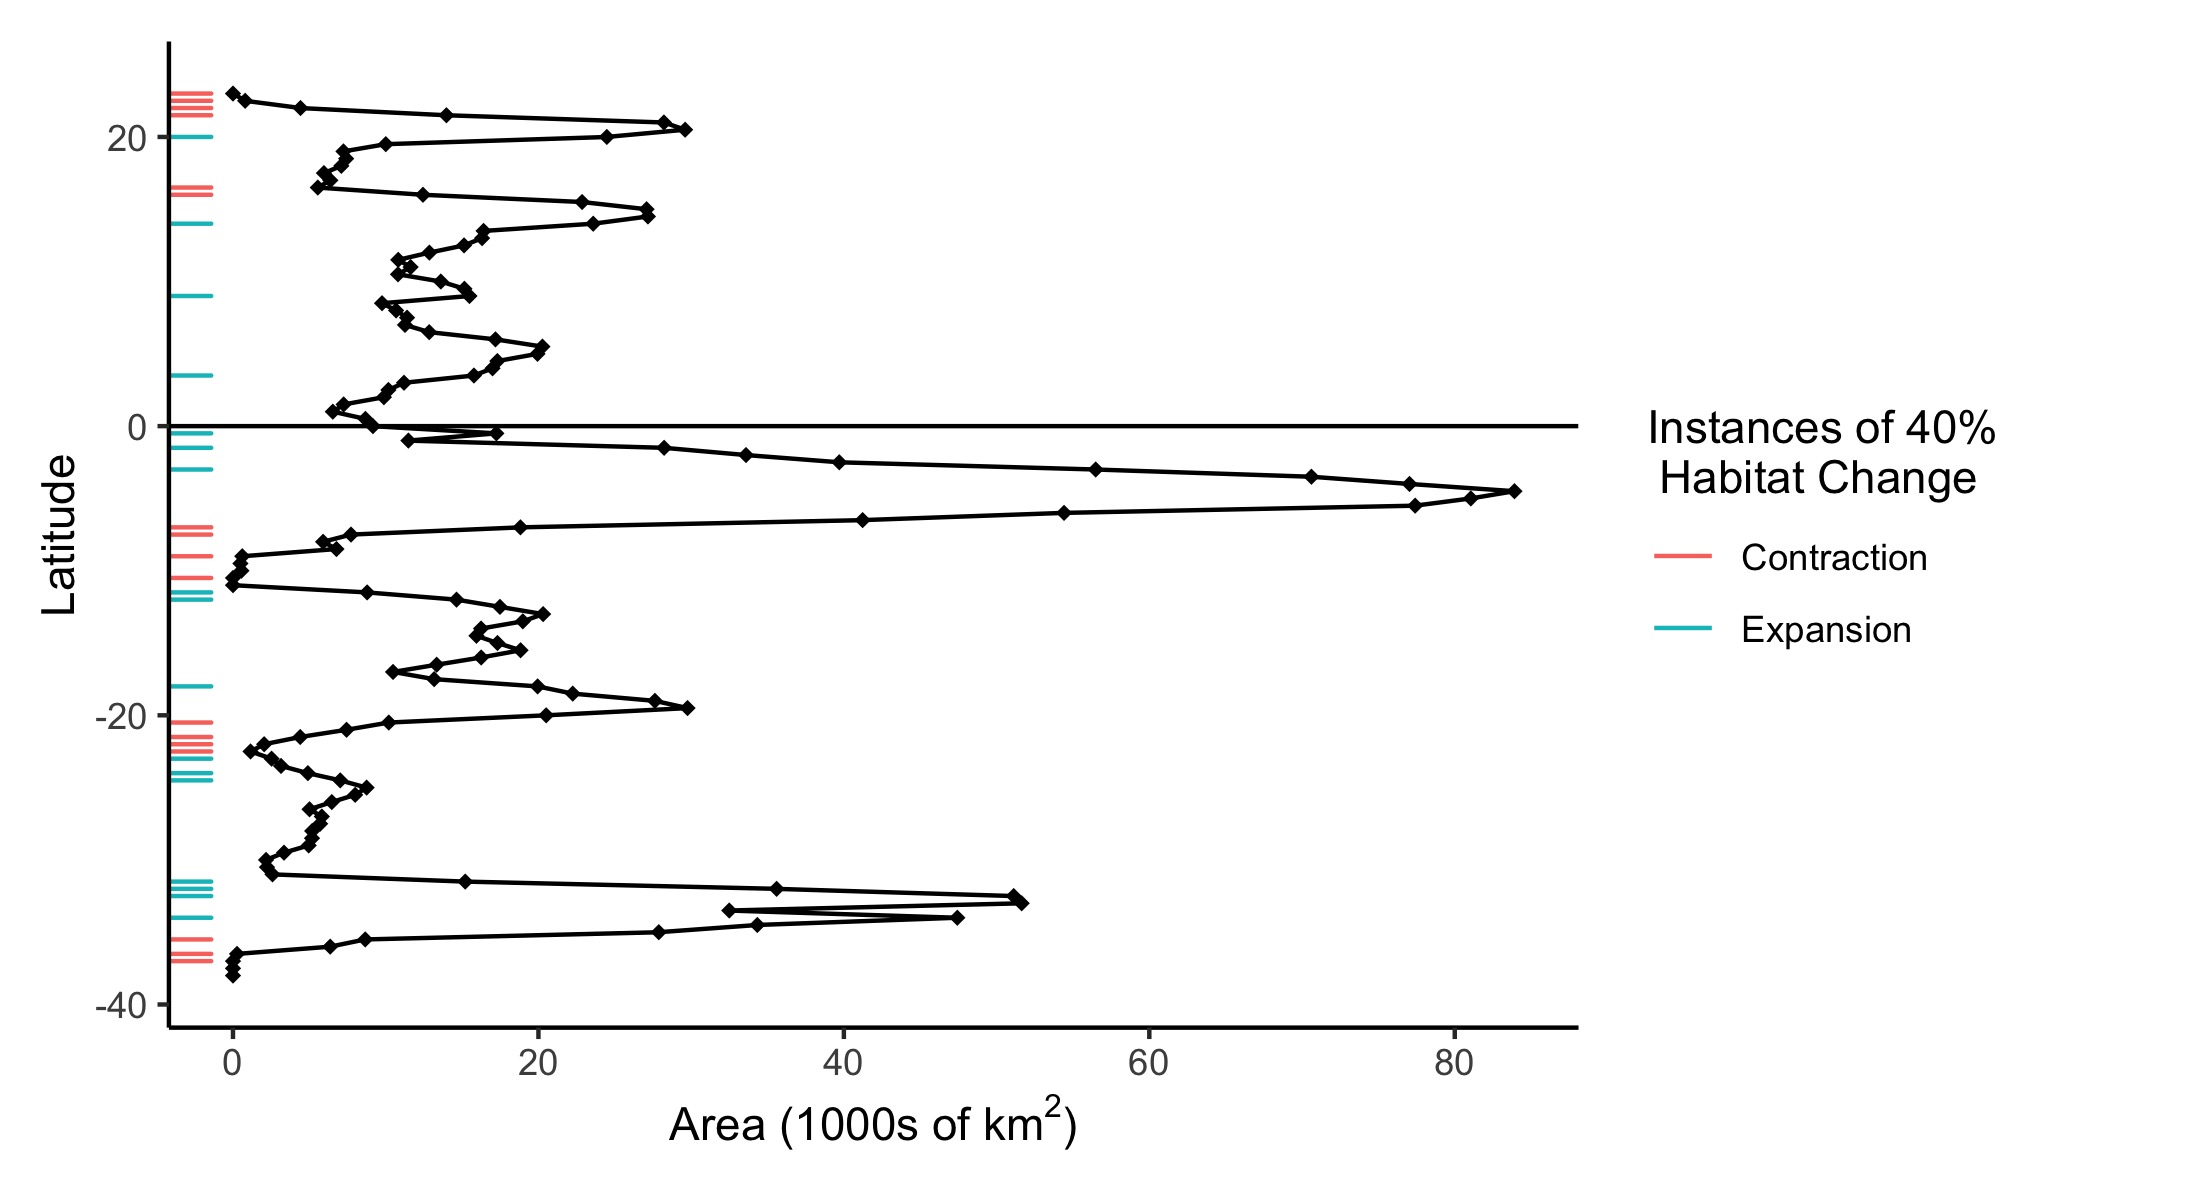 20
0
-20
-40
Latitude
0 20 40 60 80
Area (1000s of km²)
Instances of 40%
Habitat Change
Contraction
Expansion